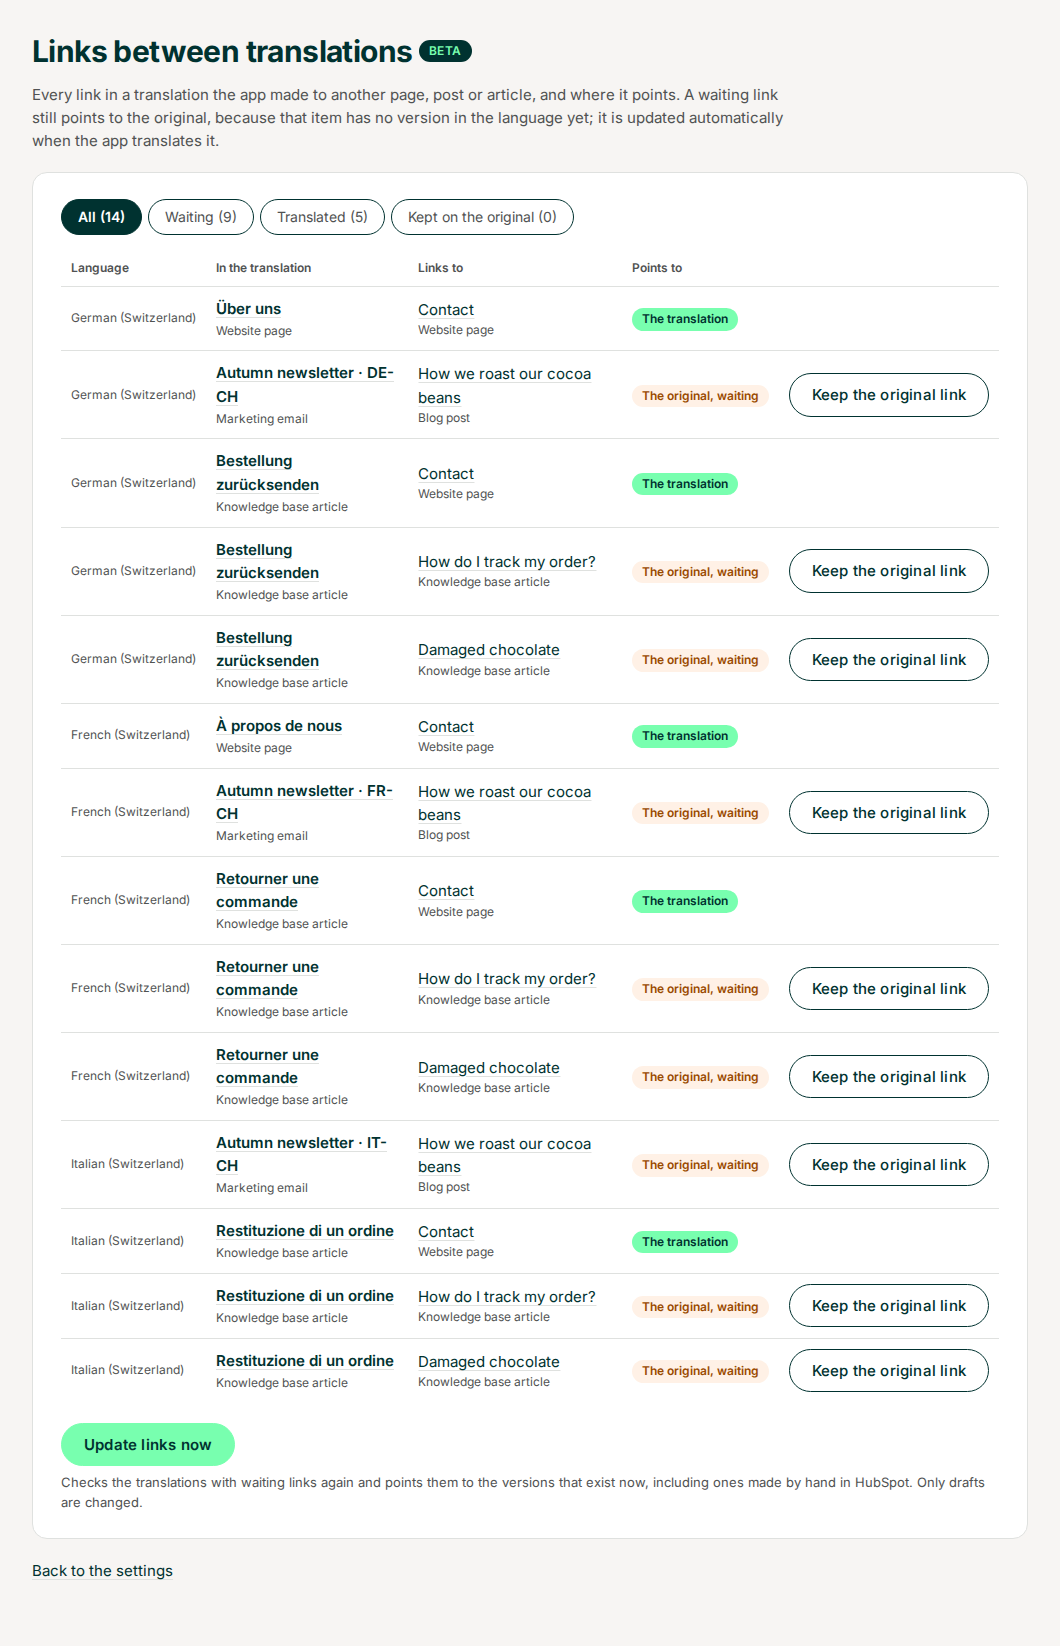 Links between translations BETA
Every link in a translation the app made to another page, post or article, and where it points. A waiting link
still points to the original, because that item has no version in the language yet; it is updated automatically
when the app translates it.
All (14) Waiting (9) Translated (5) Kept on the original (0)
Language In the translation Links to Points to
German (Switzerland) Über uns Contact The translation
Website page Website page
German (Switzerland) Autumn newsletter · DE-
CH
Marketing email
How we roast our cocoa
beans
Blog post
The original, waiting Keep the original link
German (Switzerland) Bestellung
zurücksenden
Knowledge base article
Contact
Website page
The translation
German (Switzerland) Bestellung
zurücksenden
Knowledge base article
How do I track my order?
Knowledge base article
The original, waiting Keep the original link
German (Switzerland) Bestellung
zurücksenden
Knowledge base article
Damaged chocolate
Knowledge base article
The original, waiting Keep the original link
French (Switzerland) À propos de nous
Website page
Contact
Website page
The translation
French (Switzerland) Autumn newsletter · FR-
CH
Marketing email
How we roast our cocoa
beans
Blog post
The original, waiting Keep the original link
French (Switzerland) Retourner une
commande
Knowledge base article
Contact
Website page
The translation
French (Switzerland) Retourner une
commande
Knowledge base article
How do I track my order?
Knowledge base article
The original, waiting Keep the original link
French (Switzerland) Retourner une
commande
Knowledge base article
Damaged chocolate
Knowledge base article
The original, waiting Keep the original link
Italian (Switzerland) Autumn newsletter · IT-
CH
Marketing email
How we roast our cocoa
beans
Blog post
The original, waiting Keep the original link
Italian (Switzerland) Restituzione di un ordine
Knowledge base article
Contact
Website page
The translation
Italian (Switzerland) Restituzione di un ordine
Knowledge base article
How do I track my order?
Knowledge base article
The original, waiting Keep the original link
Italian (Switzerland) Restituzione di un ordine
Knowledge base article
Damaged chocolate
Knowledge base article
The original, waiting Keep the original link
Update links now
Checks the translations with waiting links again and points them to the versions that exist now, including ones made by hand in HubSpot. Only drafts
are changed.
Back to the settings